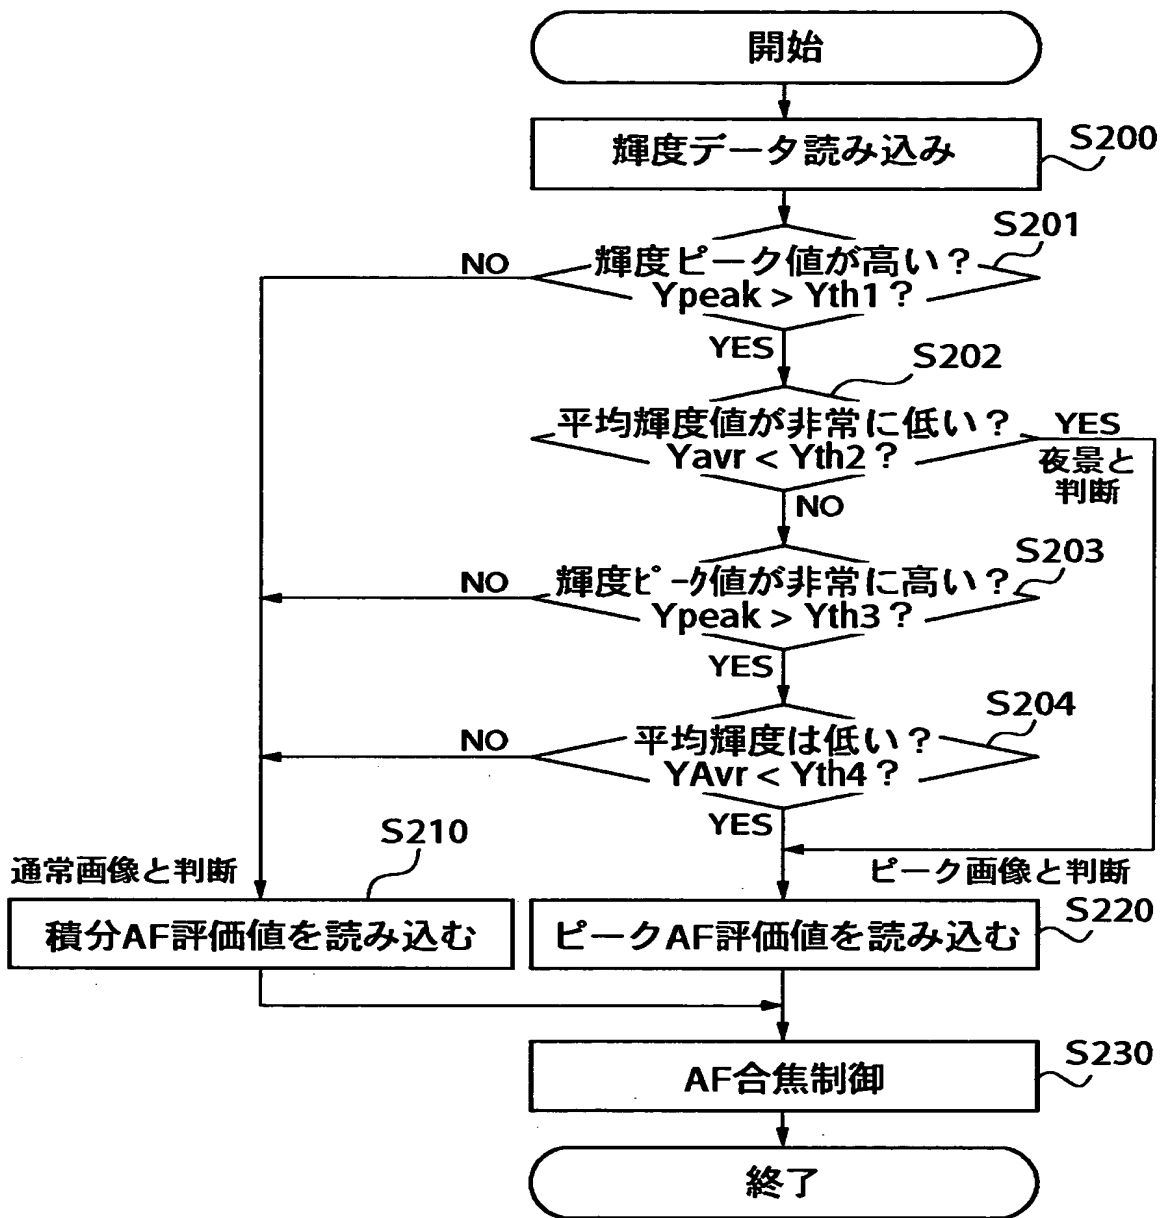 開始
輝度データ読み込み
S200
S201
輝度ピーク値が高い?
Ypeak > Yth1?
NO
YES
S202
平均輝度値が非常に低い?
Yavr < Yth2?
YES
夜景と
判断
NO
S203
輝度ピーク値が非常に高い?
Ypeak > Yth3?
NO
YES
S204
平均輝度は低い?
YAvr < Yth4?
NO
YES
通常画像と判断
S210
積分AF評価値を読み込む
ピーク画像と判断
S220
ピークAF評価値を読み込む
AF合焦制御
S230
終了